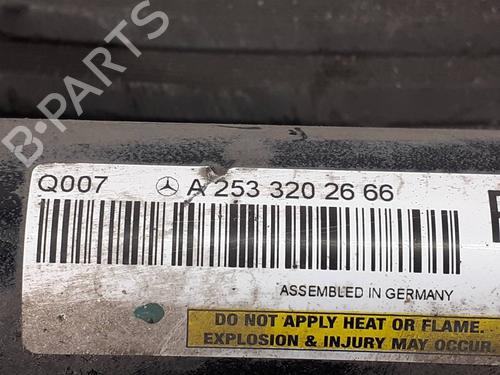 B-PARTS
Q007 A 253 320 26 66
ASSEMBLED IN GERMANY
DO NOT APPLY HEAT OR FLAME.
EXPLOSION & INJURY MAY OCCUR.